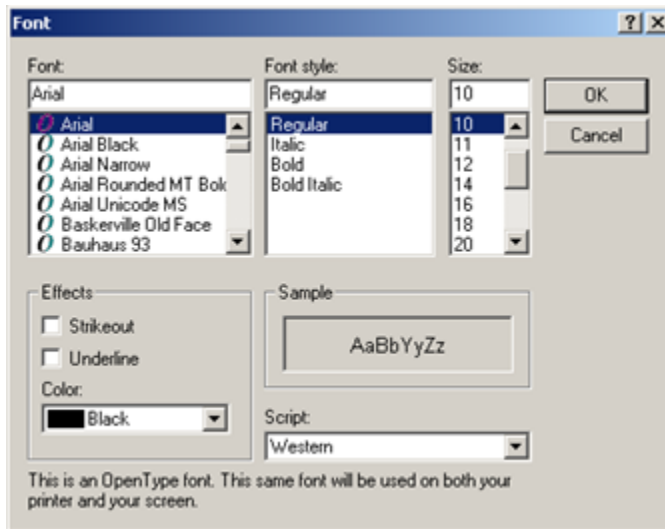 Font
Font:
Font style:
Size:
Arial
Regular
10
OK
Cancel
Arial
Arial Black
Arial Narrow
Arial Rounded MT Bol
Arial Unicode MS
Baskerville Old Face
Bauhaus 93
Regular
Italic
Bold
Bold Italic
10
11
12
14
16
18
20
Effects
Strikeout
Underline
Color:
Black
Sample
AaBbYyZz
Script:
Western
This is an OpenType font. This same font will be used on both your
printer and your screen.